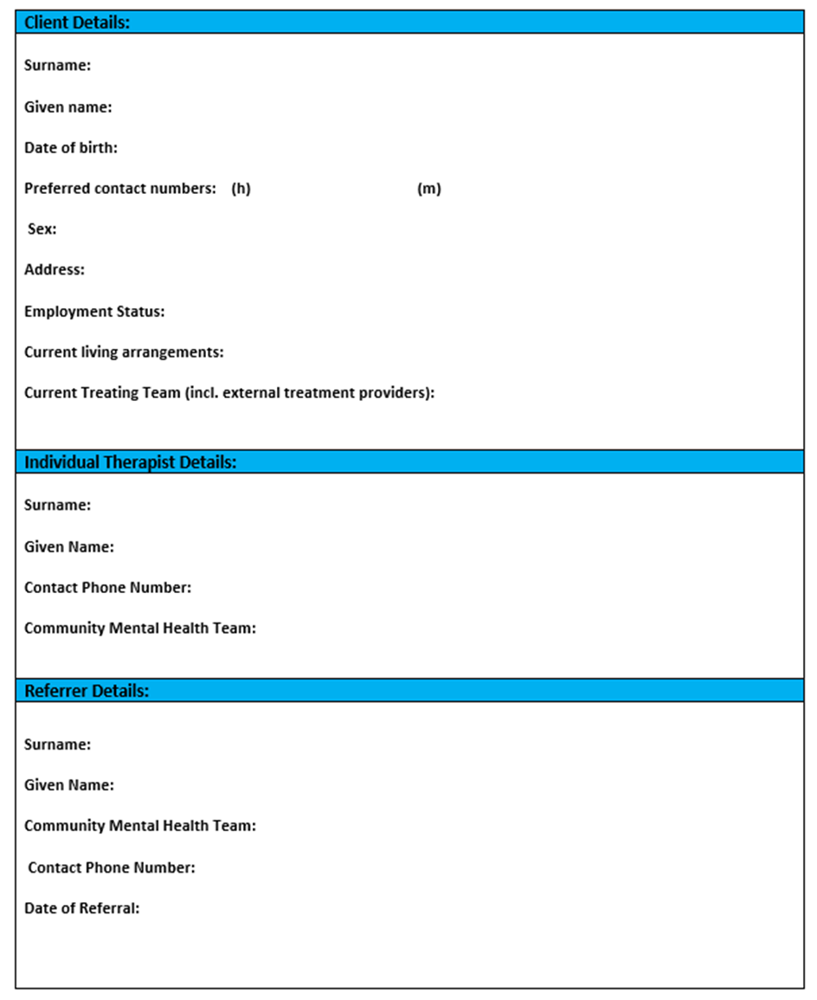 Client Details:
Surname:
Given name:
Date of birth:
Preferred contact numbers: (h) (m)
Sex:
Address:
Employment Status:
Current living arrangements:
Current Treating Team (incl. external treatment providers):
Individual Therapist Details:
Surname:
Given Name:
Contact Phone Number:
Community Mental Health Team:
Referrer Details:
Surname:
Given Name:
Community Mental Health Team:
Contact Phone Number:
Date of Referral: